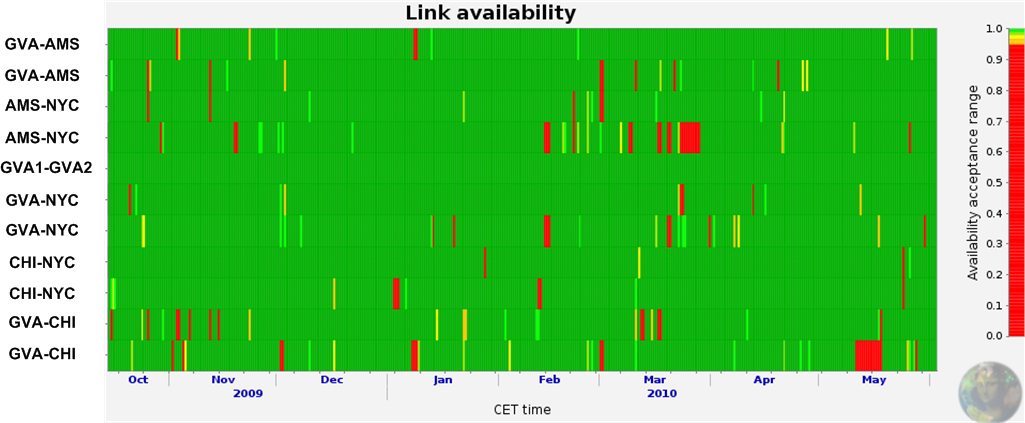 Link availability
GVA-AMS
GVA-AMS
AMS-NYC
AMS-NYC
GVA1-GVA2
GVA-NYC
GVA-NYC
CHI-NYC
CHI-NYC
GVA-CHI
GVA-CHI
Oct Nov Dec Jan Feb Mar Apr May
2009 2010
CET time
Availability acceptance range
1.0
0.9
0.8
0.7
0.6
0.5
0.4
0.3
0.2
0.1
0.0